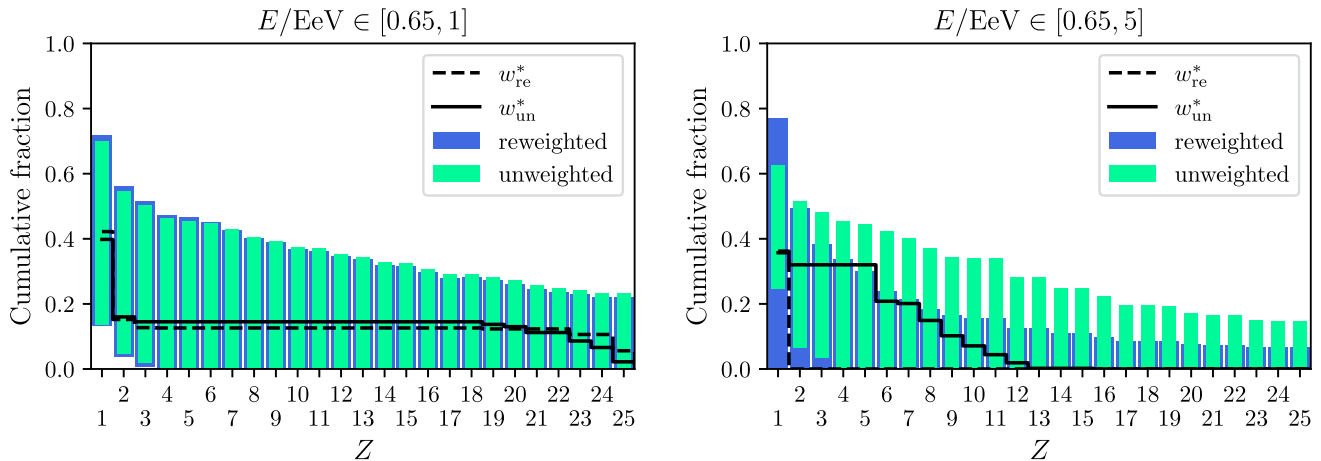 E/EeV ∈ [0.65, 1]
Cumulative fraction
1.0
0.8
0.6
0.4
0.2
0.0
w*re
w*un
reweighted
unweighted
2 4 6 8 10 12 14 16 18 20 22 24
1 3 5 7 9 11 13 15 17 19 21 23 25
Z
E/EeV ∈ [0.65, 5]
Cumulative fraction
1.0
0.8
0.6
0.4
0.2
0.0
w*re
w*un
reweighted
unweighted
2 4 6 8 10 12 14 16 18 20 22 24
1 3 5 7 9 11 13 15 17 19 21 23 25
Z